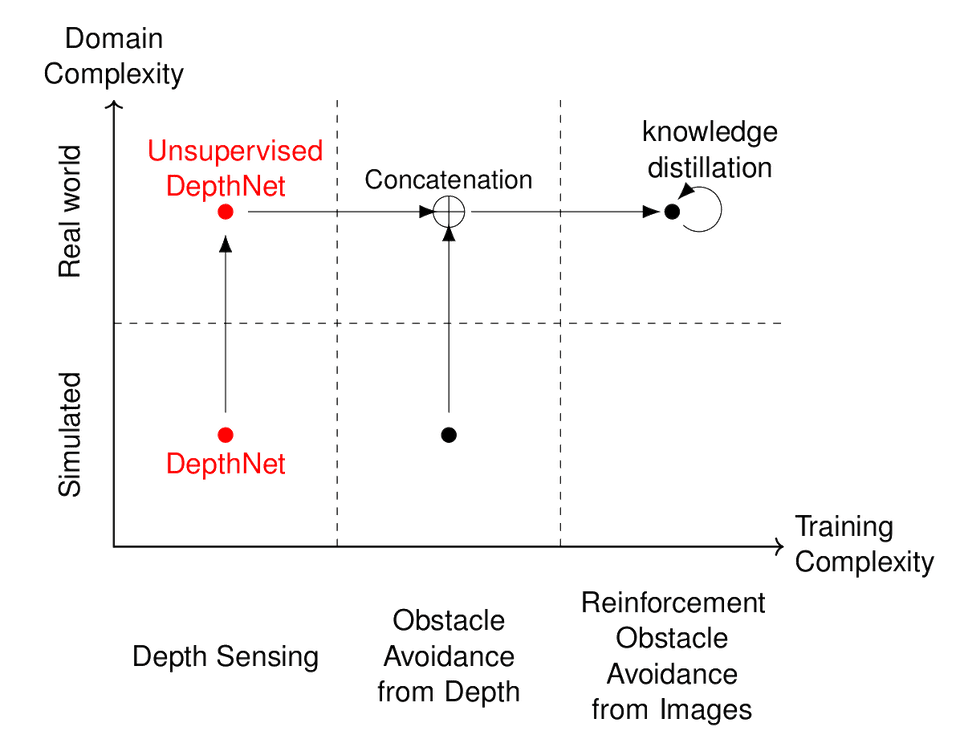 Domain
Complexity
Real world
Simulated
Unsupervised
DepthNet
Concatenation
knowledge
distillation
DepthNet
Training
Complexity
Depth Sensing
Obstacle
Avoidance
from Depth
Reinforcement
Obstacle
Avoidance
from Images